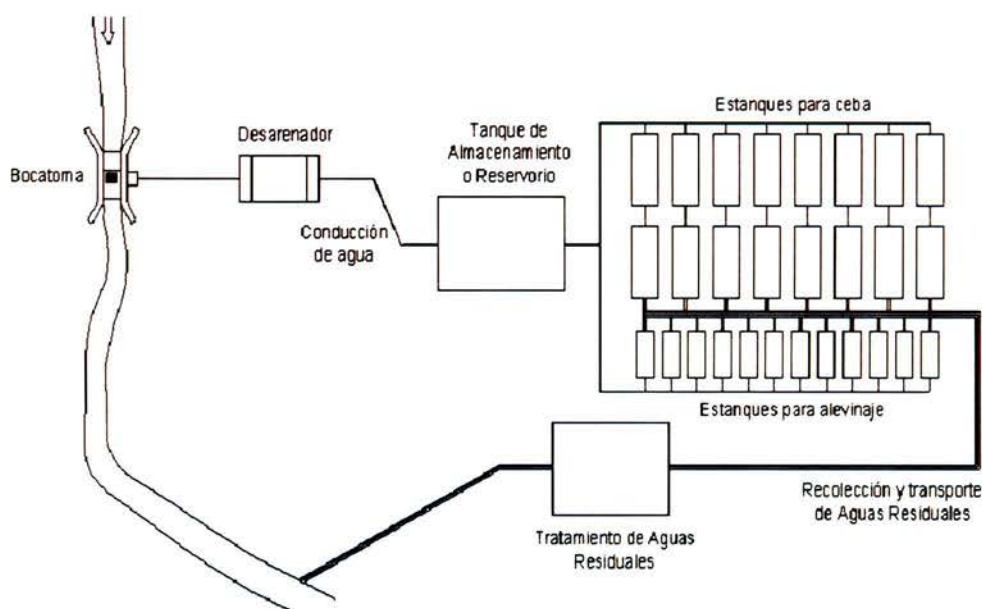 Estanques para ceba
Desarenador
Tanque de
Almacenamiento
o Reservorio
Bocatoma
Conducción
de agua
Estanques para alevinaje
Recolección y transporte
de Aguas Residuales
Tratamiento de Aguas
Residuales